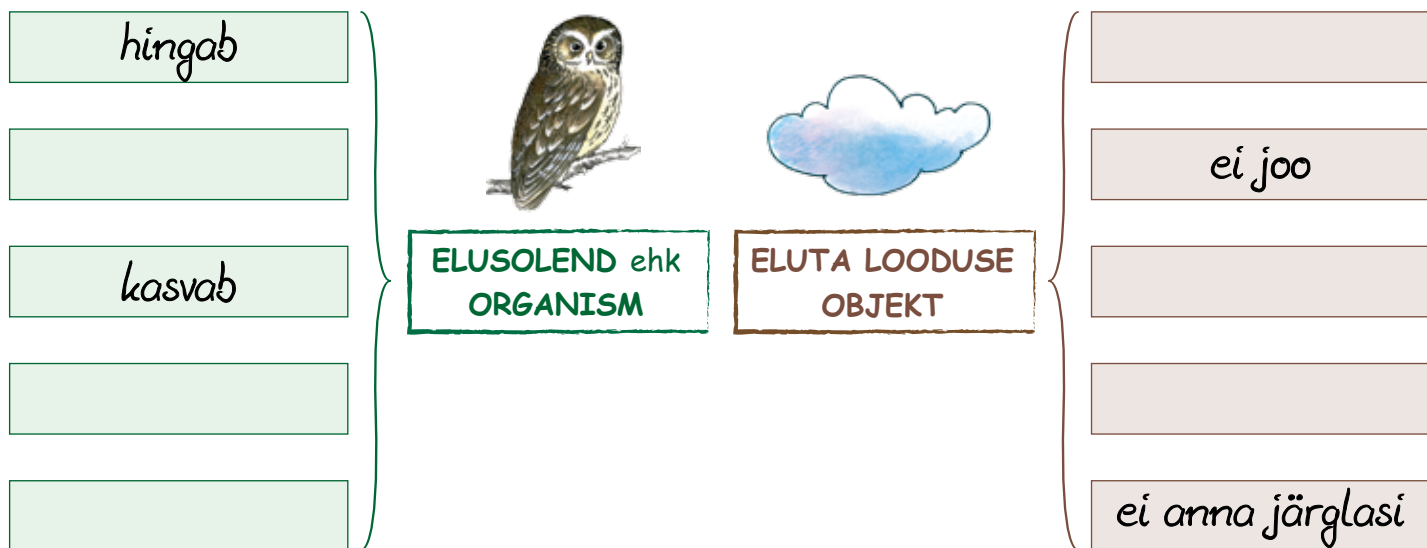 hingab
kasvab
ELUSOLEND ehk
ORGANISM
ELUTA LOODUSE
OBJEKT
ei joo
ei anna järglasi